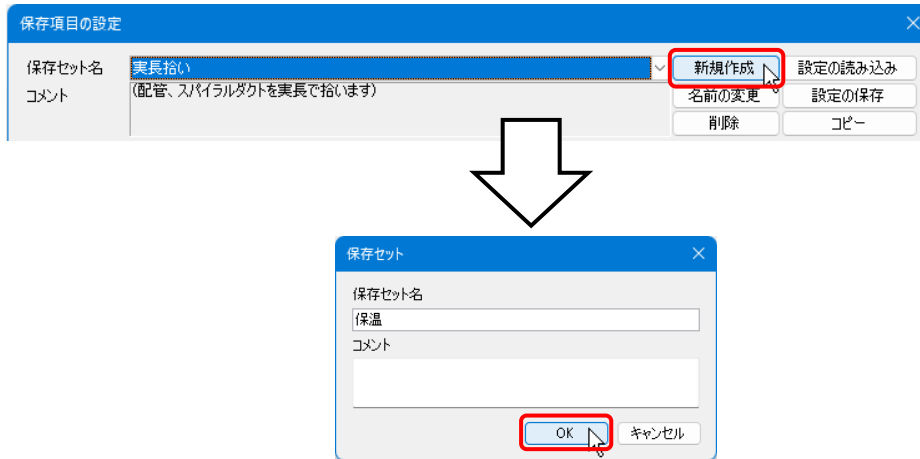 保存項目の設定
保存セット名 実長拾い 新規作成 設定の読み込み
コメント (配管、スパイラルダクトを実長で拾います) 名前の変更 設定の保存
削除 コピー
保存セット
保存セット名
保温
コメント
OK キャンセル